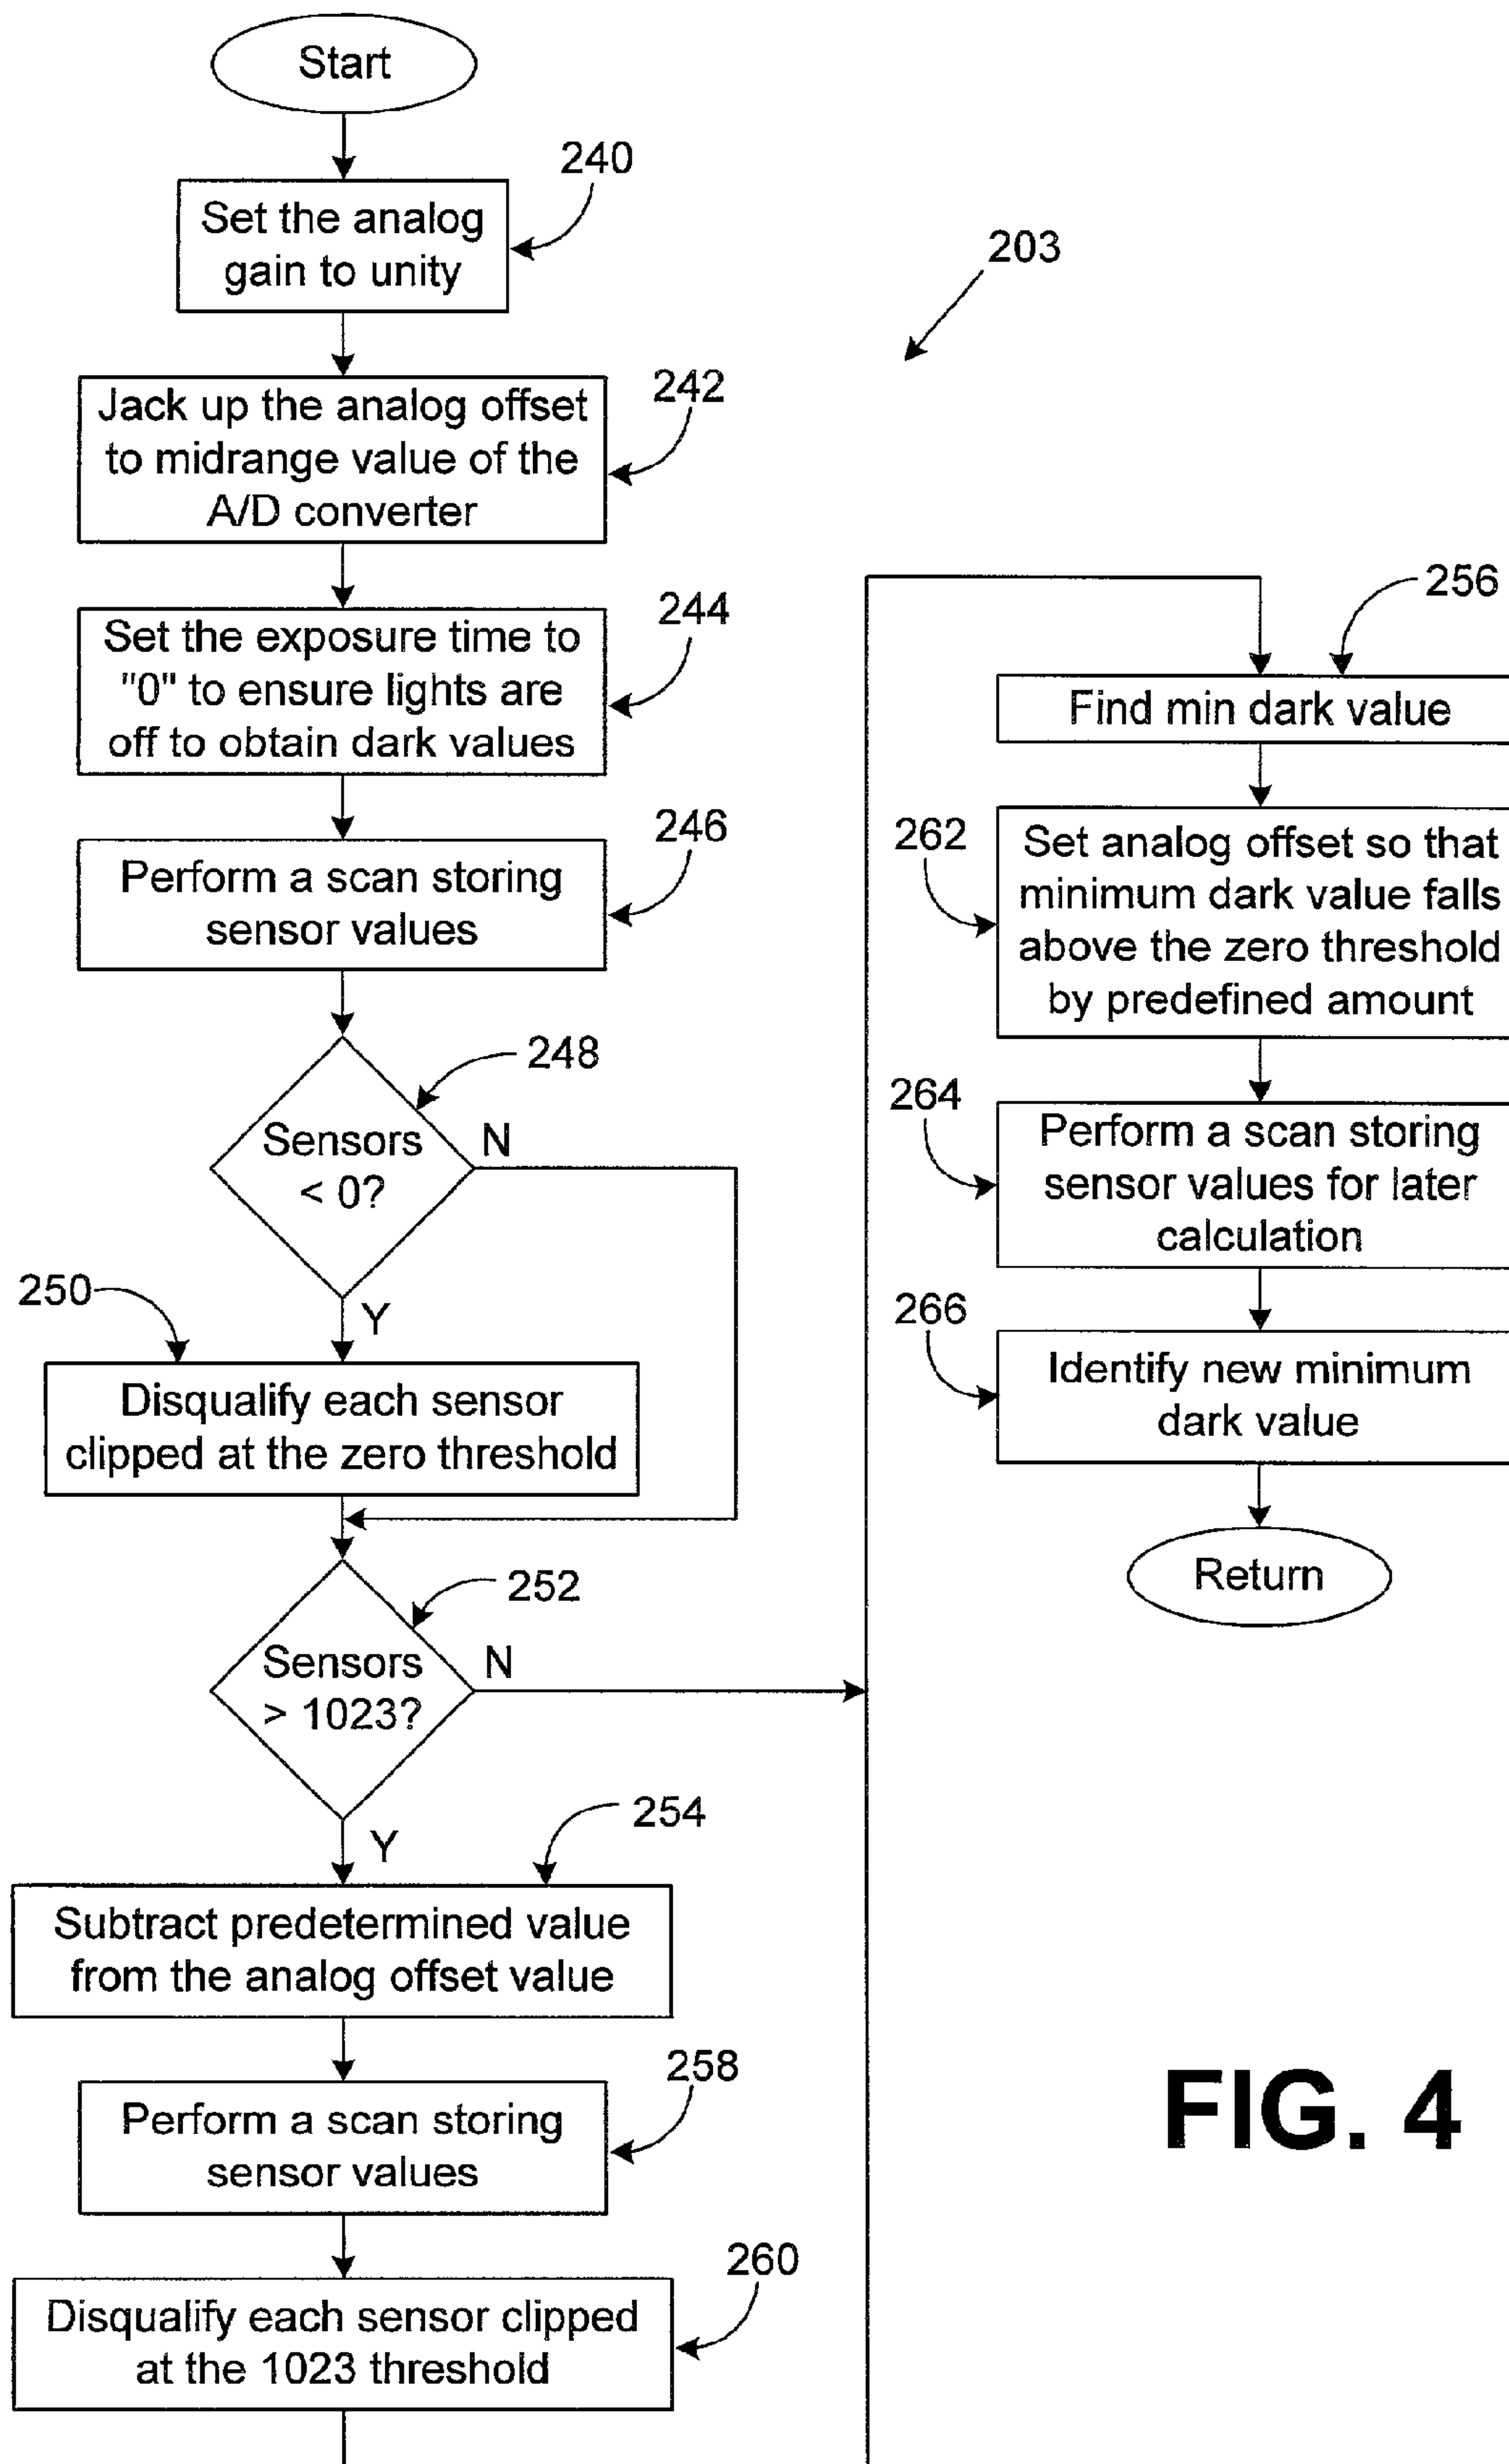 Start
240
Set the analog
gain to unity
203
242
Jack up the analog offset
to midrange value of the
A/D converter
244
Set the exposure time to
"0" to ensure lights are
off to obtain dark values
246
Perform a scan storing
sensor values
248
Sensors
< 0?
N
Y
250
Disqualify each sensor
clipped at the zero threshold
252
Sensors
> 1023?
N
Y
254
Subtract predetermined value
from the analog offset value
258
Perform a scan storing
sensor values
260
Disqualify each sensor clipped
at the 1023 threshold
256
Find min dark value
262
Set analog offset so that
minimum dark value falls
above the zero threshold
by predefined amount
264
Perform a scan storing
sensor values for later
calculation
266
Identify new minimum
dark value
Return
FIG. 4